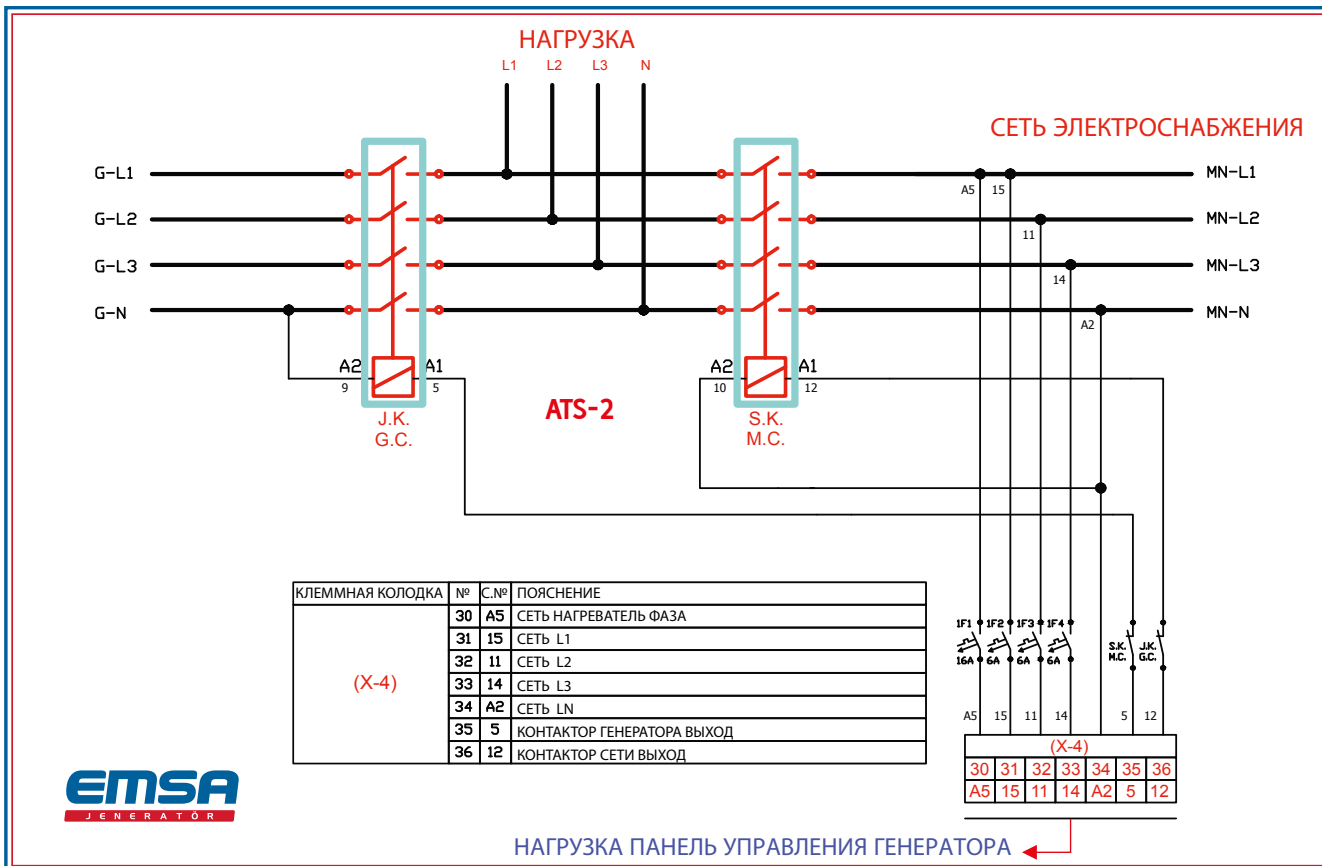 НАГРУЗКА
L1 L2 L3 N
СЕТЬ ЭЛЕКТРОСНАБЖЕНИЯ
G-L1
MN-L1
A5 15
G-L2
MN-L2
11
G-L3
MN-L3
14
G-N
MN-N
A2
A2 A1
9 5
A2 A1
10 12
J.K.
G.C.
ATS-2
S.K.
M.C.
КЛЕММНАЯ КОЛОДКА № С.№ ПОЯСНЕНИЕ
(X-4)
30 A5 СЕТЬ НАГРЕВАТЕЛЬ ФАЗА
31 15 СЕТЬ L1
32 11 СЕТЬ L2
33 14 СЕТЬ L3
34 A2 СЕТЬ LN
35 5 КОНТАКТОР ГЕНЕРАТОРА ВЫХОД
36 12 КОНТАКТОР СЕТИ ВЫХОД
1F1 1F2 1F3 1F4
16A 6A 6A 6A
S.K. J.K.
M.C. G.C.
A5 15 11 14 5 12
(X-4)
30 31 32 33 34 35 36
A5 15 11 14 A2 5 12
EMSA
JENERATÖR
НАГРУЗКА ПАНЕЛЬ УПРАВЛЕНИЯ ГЕНЕРАТОРА